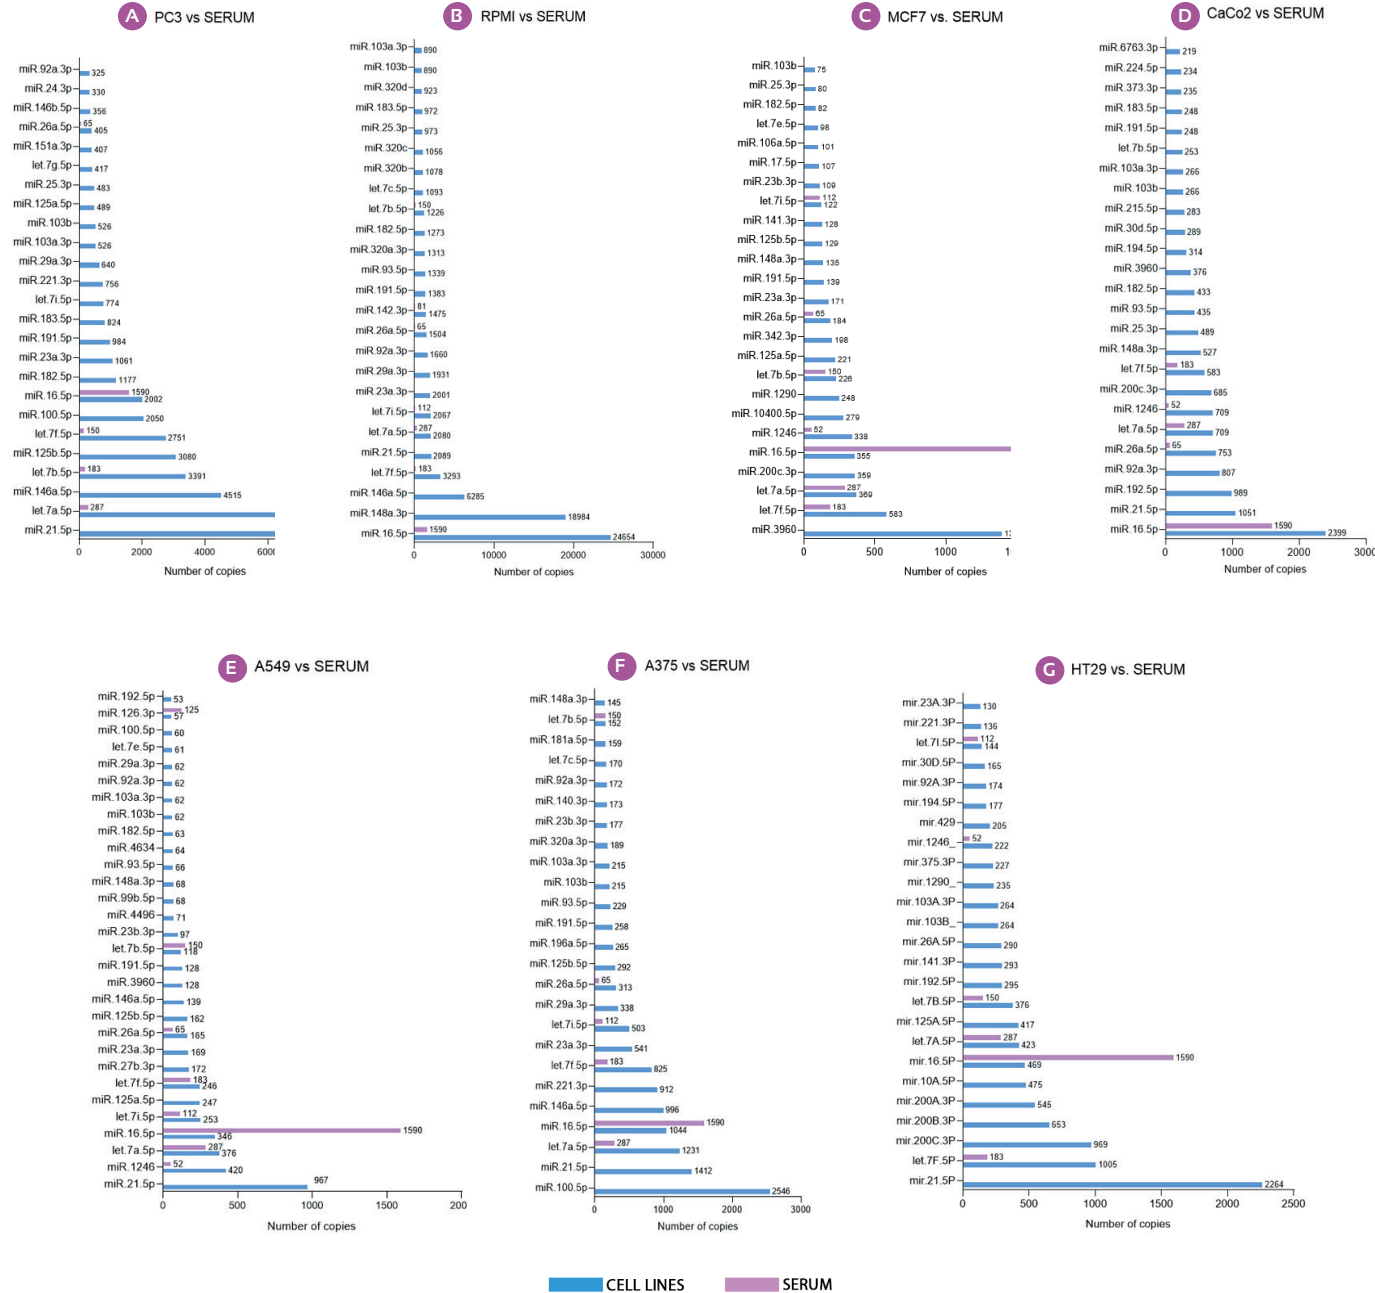 A PC3 vs SERUM
miR.92a.3p 325
miR.24.3p 330
miR.146b.5p 356
miR.26a.5p 65 405
miR.151a.3p 407
let.7g.5p 417
miR.25.3p 483
miR.125a.5p 489
miR.103b 526
miR.103a.3p 526
miR.29a.3p 640
miR.221.3p 756
let.7i.5p 774
miR.183.5p 824
miR.191.5p 984
miR.23a.3p 1061
miR.182.5p 1177
miR.16.5p 1590 2002
miR.100.5p 2050
let.7f.5p 150 2751
miR.125b.5p 3080
let.7b.5p 183 3391
miR.146a.5p 4515
let.7a.5p 287
miR.21.5p
0 2000 4000 6000
Number of copies
B RPMI vs SERUM
miR.103a.3p 890
miR.103b 890
miR.320d 923
miR.183.5p 972
miR.25.3p 973
miR.320c 1056
miR.320b 1078
let.7c.5p 1093
let.7b.5p 150 1226
miR.182.5p 1273
miR.320a.3p 1313
miR.93.5p 1339
miR.191.5p 1383
miR.142.3p 81 1475
miR.26a.5p 65 1504
miR.92a.3p 1660
miR.29a.3p 1931
miR.23a.3p 2001
let.7i.5p 112 2067
let.7a.5p 287 2080
miR.21.5p 2089
let.7f.5p 183 3293
miR.146a.5p 6285
miR.148a.3p 18984
miR.16.5p 1590 24654
0 10000 20000 30000
Number of copies
C MCF7 vs. SERUM
miR.103b 75
miR.25.3p 80
miR.182.5p 82
let.7e.5p 98
miR.106a.5p 101
miR.17.5p 107
miR.23b.3p 109
let.7i.5p 112 122
miR.141.3p 128
miR.125b.5p 129
miR.148a.3p 135
miR.191.5p 139
miR.23a.3p 171
miR.26a.5p 65 184
miR.342.3p 198
miR.125a.5p 221
let.7b.5p 150 226
miR.1290 248
miR.10400.5p 279
miR.1246 52 338
miR.16.5p 355
miR.200c.3p 359
let.7a.5p 287 369
let.7f.5p 183 583
miR.3960
0 500 1000
Number of copies
D CaCo2 vs SERUM
miR.6763.3p 219
miR.224.5p 234
miR.373.3p 235
miR.183.5p 248
miR.191.5p 248
let.7b.5p 253
miR.103a.3p 266
miR.103b 266
miR.215.5p 283
miR.30d.5p 289
miR.194.5p 314
miR.3960 376
miR.182.5p 433
miR.93.5p 435
miR.25.3p 489
miR.148a.3p 527
let.7f.5p 183 583
miR.200c.3p 685
miR.1246 52 709
let.7a.5p 287 709
miR.26a.5p 65 753
miR.92a.3p 807
miR.192.5p 989
miR.21.5p 1051
miR.16.5p 1590 2399
0 1000 2000 3000
Number of copies
E A549 vs SERUM
miR.192.5p 53
miR.126.3p 125 57
miR.100.5p 60
let.7e.5p 61
miR.29a.3p 62
miR.92a.3p 62
miR.103a.3p 62
miR.103b 62
miR.182.5p 63
miR.4634 64
miR.93.5p 66
miR.148a.3p 68
miR.99b.5p 68
miR.4496 71
miR.23b.3p 97
let.7b.5p 150 118
miR.191.5p 128
miR.3960 128
miR.146a.5p 139
miR.125b.5p 162
miR.26a.5p 65 165
miR.23a.3p 169
miR.27b.3p 172
let.7f.5p 183 246
miR.125a.5p 247
let.7i.5p 112 253
miR.16.5p 1590 346
let.7a.5p 287 376
miR.1246 52 420
miR.21.5p 967
0 500 1000 1500 200
Number of copies
F A375 vs SERUM
miR.148a.3p 145
let.7b.5p 150 152
miR.181a.5p 159
let.7c.5p 170
miR.92a.3p 172
miR.140.3p 173
miR.23b.3p 177
miR.320a.3p 189
miR.103a.3p 215
miR.103b 215
miR.93.5p 229
miR.191.5p 258
miR.196a.5p 265
miR.125b.5p 292
miR.26a.5p 65 313
miR.29a.3p 338
let.7i.5p 112 503
miR.23a.3p 541
let.7f.5p 183 825
miR.221.3p 912
miR.146a.5p 996
miR.16.5p 1590 1044
let.7a.5p 287 1231
miR.21.5p 1412
miR.100.5p 2546
0 1000 2000 3000
Number of copies
G HT29 vs. SERUM
mir.23A.3P 130
mir.221.3P 136
let.7I.5P 112 144
mir.30D.5P 165
mir.92A.3P 174
mir.194.5P 177
mir.429 205
mir.1246_ 52 222
mir.375.3P 227
mir.1290_ 235
mir.103A.3P 264
mir.103B_ 264
mir.26A.5P 290
mir.141.3P 293
mir.192.5P 295
let.7B.5P 150 376
mir.125A.5P 417
let.7A.5P 287 423
mir.16.5P 1590 469
mir.10A.5P 475
mir.200A.3P 545
mir.200B.3P 653
mir.200C.3P 969
let.7F.5P 183 1005
mir.21.5P 2264
0 500 1000 1500 2000 2500
Number of copies
CELL LINES SERUM